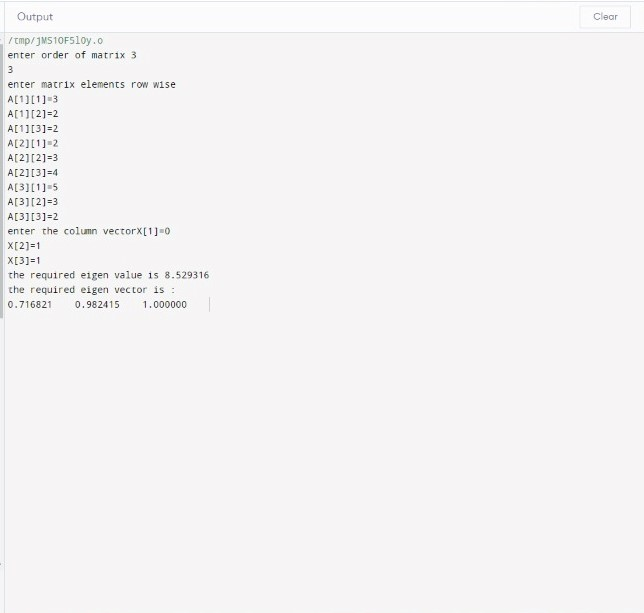 Output
Clear
/tmp/jMS1OF5l0y.o
enter order of matrix 3
3
enter matrix elements row wise
A[1][1]=3
A[1][2]=2
A[1][3]=2
A[2][1]=2
A[2][2]=3
A[2][3]=4
A[3][1]=5
A[3][2]=3
A[3][3]=2
enter the column vectorX[1]=0
X[2]=1
X[3]=1
the required eigen value is 8.529316
the required eigen vector is :
0.716821 0.982415 1.000000